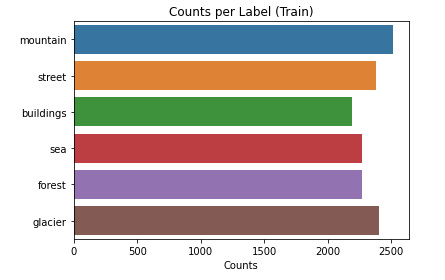 Counts per Label (Train)
mountain
street
buildings
sea
forest
glacier
0 500 1000 1500 2000 2500
Counts